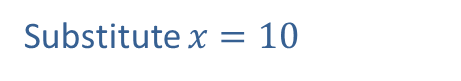 Substitute x = 10